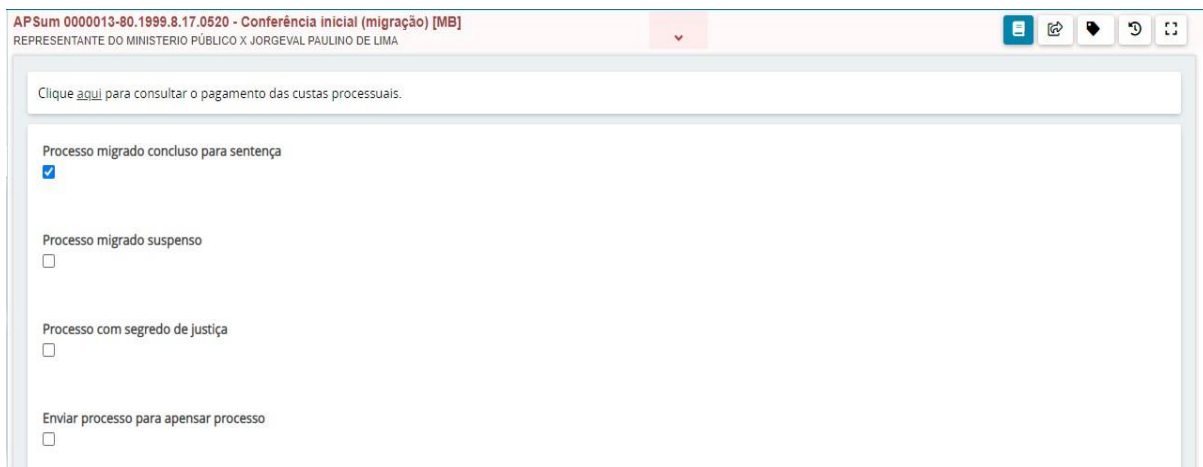 APSum 0000013-80.1999.8.17.0520 - Conferência inicial (migração) [MB]
REPRESENTANTE DO MINISTERIO PÚBLICO X JORGEVAL PAULINO DE LIMA
Clique aqui para consultar o pagamento das custas processuais.
Processo migrado concluso para sentença
Processo migrado suspenso
Processo com segredo de justiça
Enviar processo para apensar processo